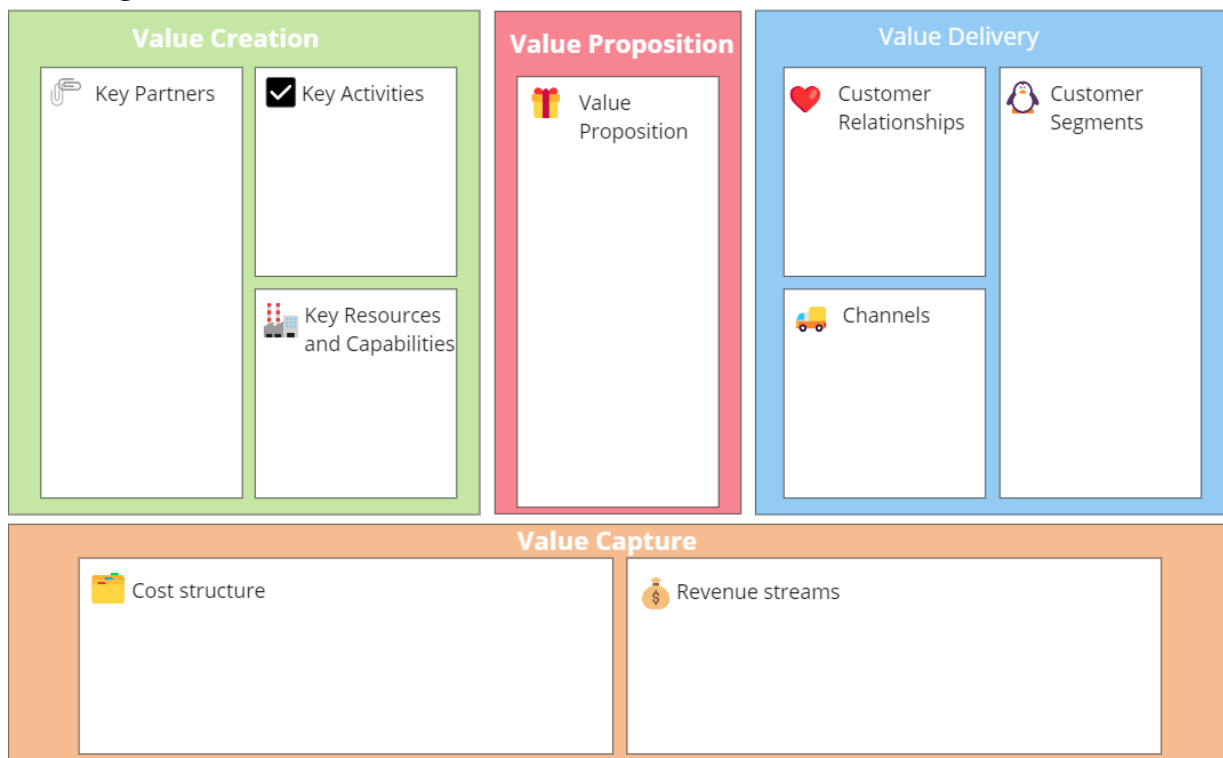 Value Creation
Key Partners
Key Activities
Key Resources
and Capabilities
Value Proposition
Value
Proposition
Value Delivery
Customer
Relationships
Customer
Segments
Channels
Value Capture
Cost structure
$
Revenue streams